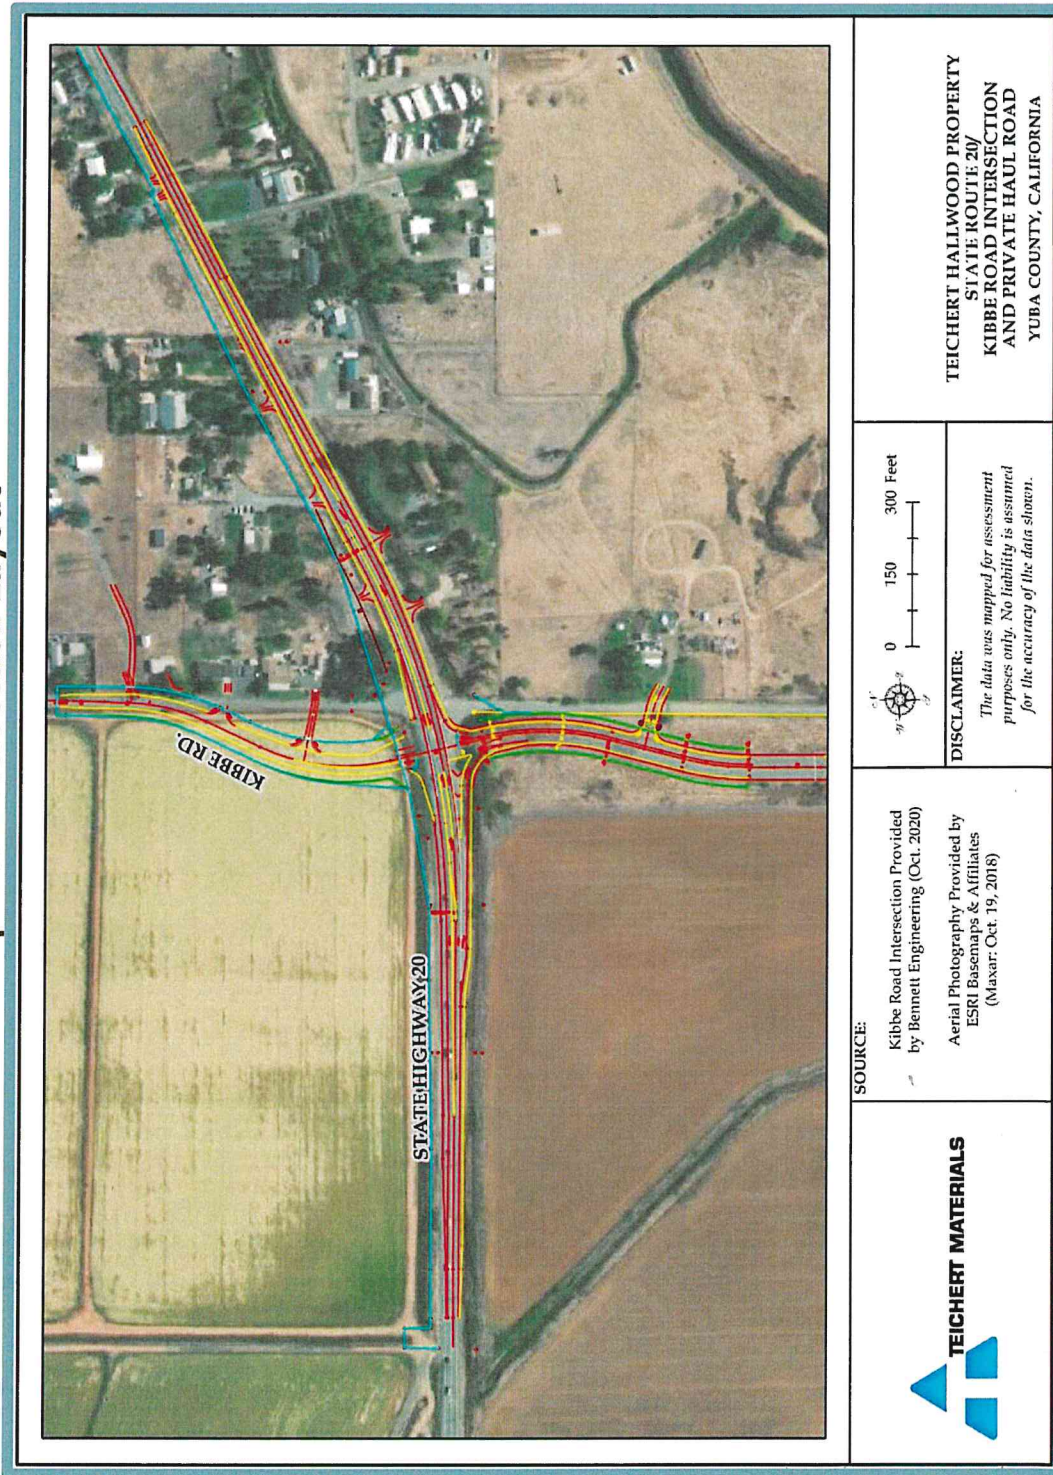 KIBBE RD.
STATE HIGHWAY 20
TEICHERT MATERIALS
SOURCE:
Kibbe Road Intersection Provided
by Bennett Engineering (Oct. 2020)
Aerial Photography Provided by
ESRI Basemaps & Affiliates
(Maxar: Oct. 19, 2018)
0 150 300 Feet
DISCLAIMER:
The data was mapped for assessment
purposes only. No liability is assumed
for the accuracy of the data shown.
TEICHERT HALLWOOD PROPERTY
STATE ROUTE 20/
KIBBE ROAD INTERSECTION
AND PRIVATE HAUL ROAD
YUBA COUNTY, CALIFORNIA